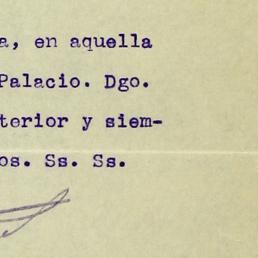 a, en aquella
Palacio. Dgo.
terior y siem-
os. Ss. Ss.